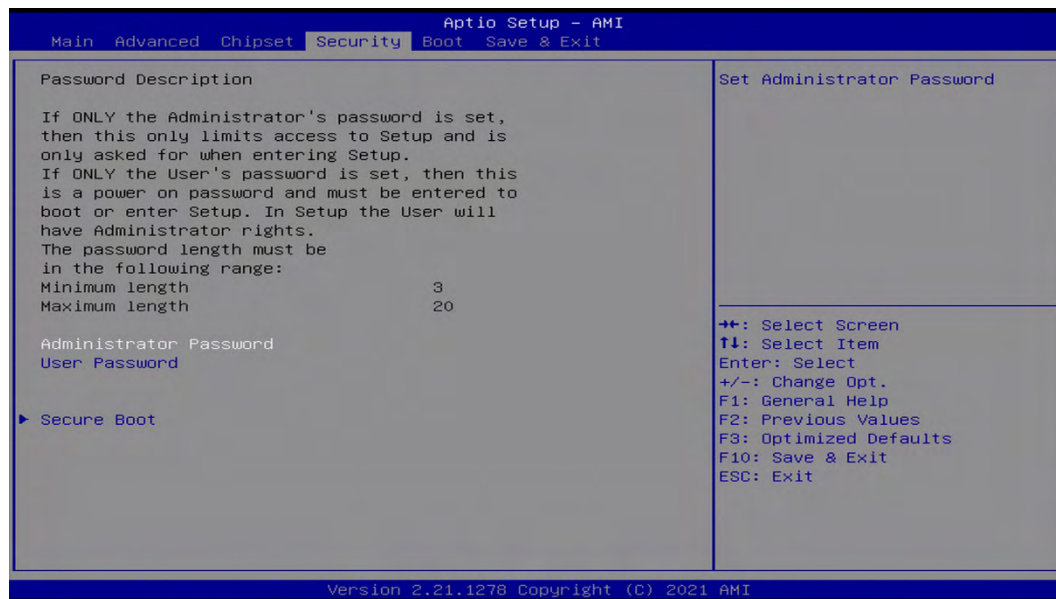 Aptio Setup – AMI
Main Advanced Chipset Security Boot Save & Exit
Password Description
If ONLY the Administrator's password is set,
then this only limits access to Setup and is
only asked for when entering Setup.
If ONLY the User's password is set, then this
is a power on password and must be entered to
boot or enter Setup. In Setup the User will
have Administrator rights.
The password length must be
in the following range:
Minimum length 3
Maximum length 20
Administrator Password
User Password
▶ Secure Boot
Set Administrator Password
→←: Select Screen
↑↓: Select Item
Enter: Select
+/-: Change Opt.
F1: General Help
F2: Previous Values
F3: Optimized Defaults
F10: Save & Exit
ESC: Exit
Version 2.21.1278 Copyright (C) 2021 AMI